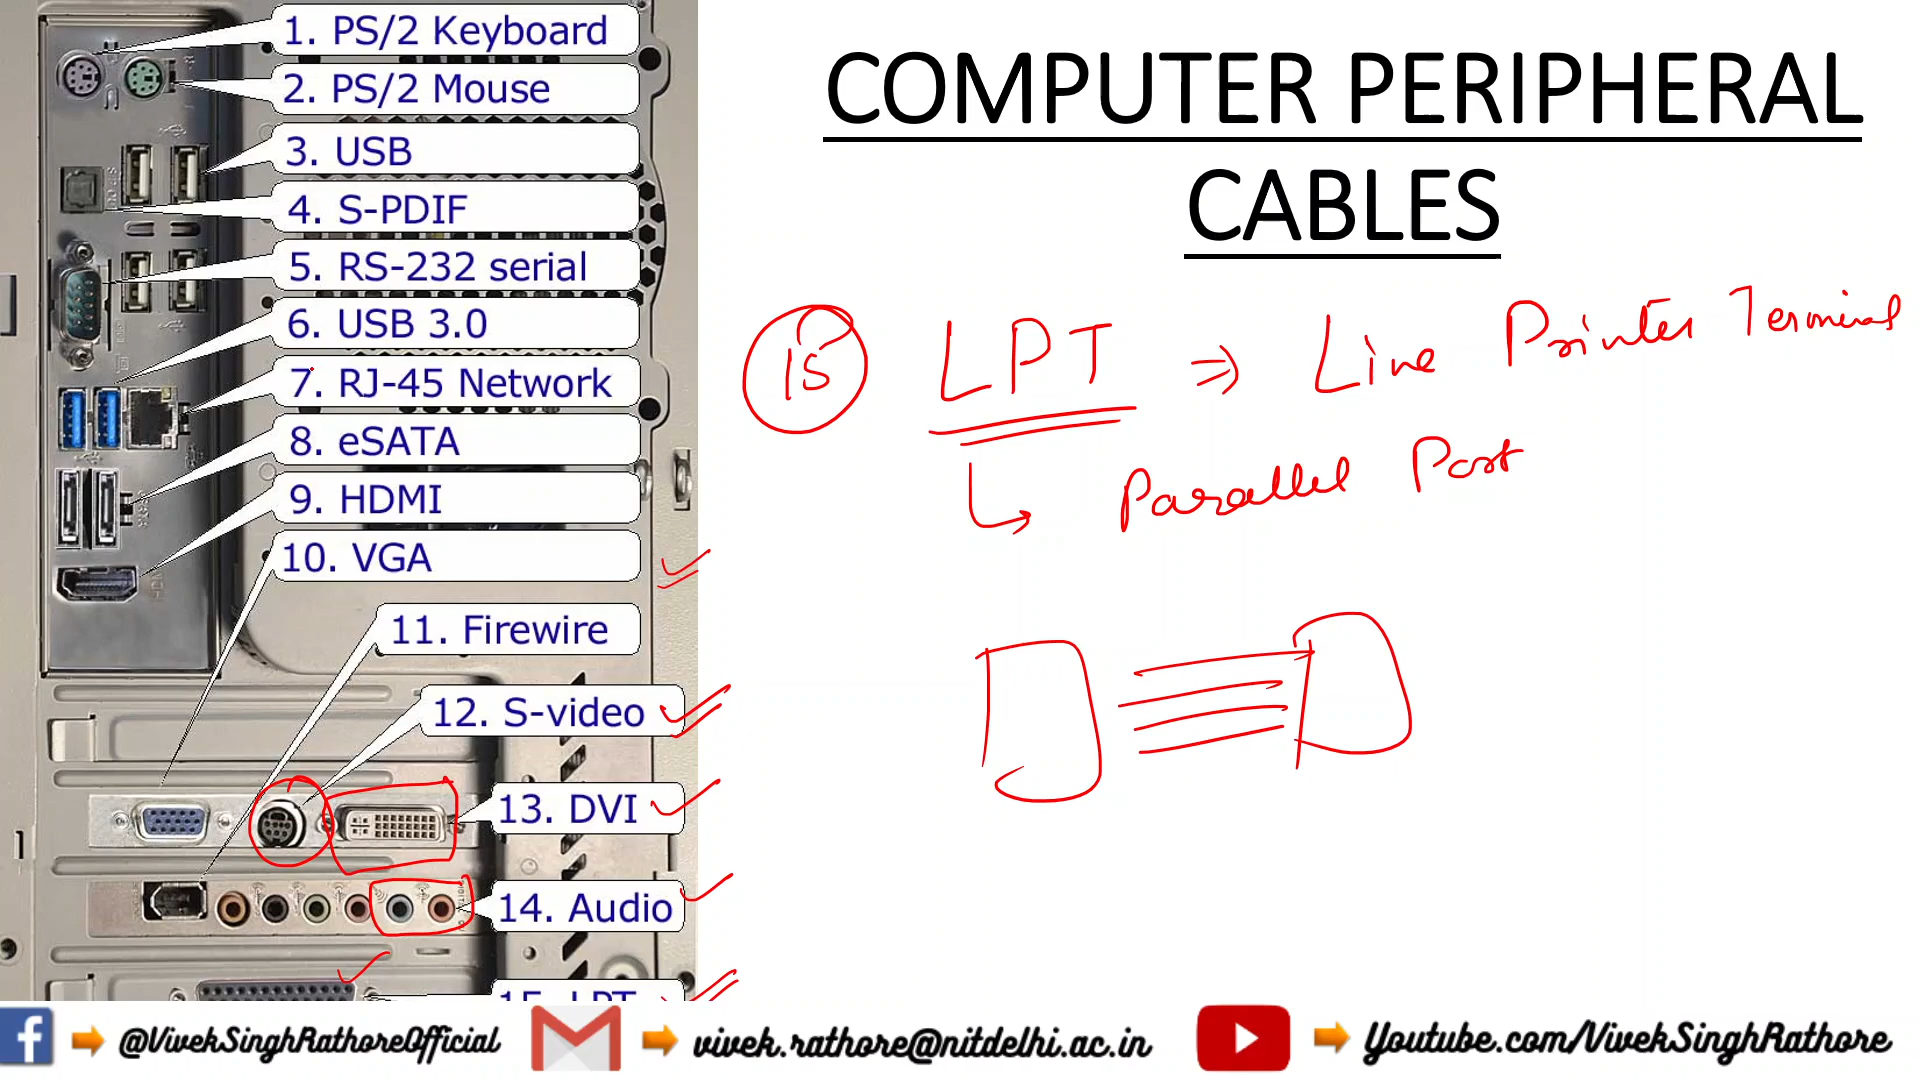 1. PS/2 Keyboard
2. PS/2 Mouse
3. USB
4. S-PDIF
5. RS-232 serial
6. USB 3.0
7. RJ-45 Network
8. eSATA
9. HDMI
10. VGA
11. Firewire
12. S-video
13. DVI
14. Audio
15. LPT
COMPUTER PERIPHERAL
CABLES
15 LPT ⇒ Line Printer Terminal
Parallel Port
@VivekSinghRathoreOfficial
vivek.rathore@nitdelhi.ac.in
Youtube.com/VivekSinghRathore